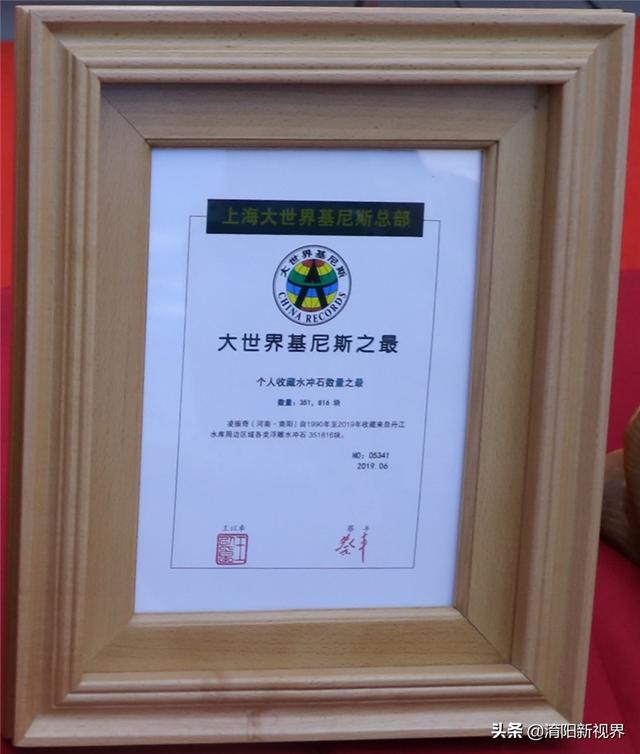 上海大世界基尼斯总部
大世界基尼斯
CHINA RECORDS
大世界基尼斯之最
个人收藏水冲石数量之最
数量：351，816 块
凌振奇（河南·南阳）自1990年至2019年收藏来自丹江
水库周边区域各类浮雕水冲石 351816块。
NO：05341
2019.06
蔡 丰
头条 @淯阳新视界